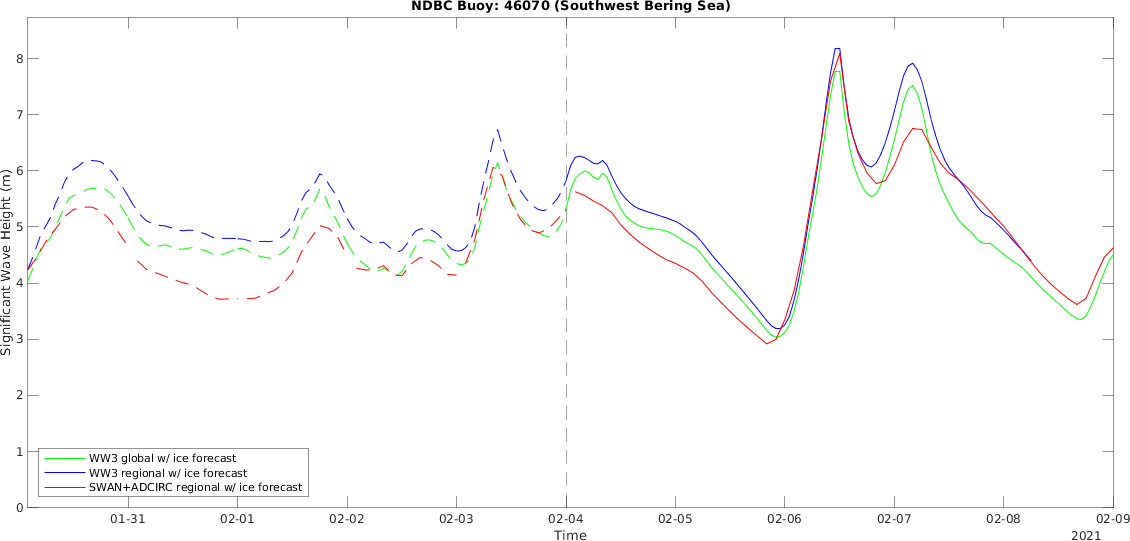 NDBC Buoy: 46070 (Southwest Bering Sea)
Significant Wave Height (m)
8
7
6
5
4
3
2
1
0
WW3 global w/ ice forecast
WW3 regional w/ ice forecast
SWAN+ADCIRC regional w/ ice forecast
01-31 02-01 02-02 02-03 02-04 02-05 02-06 02-07 02-08 02-09
Time
2021